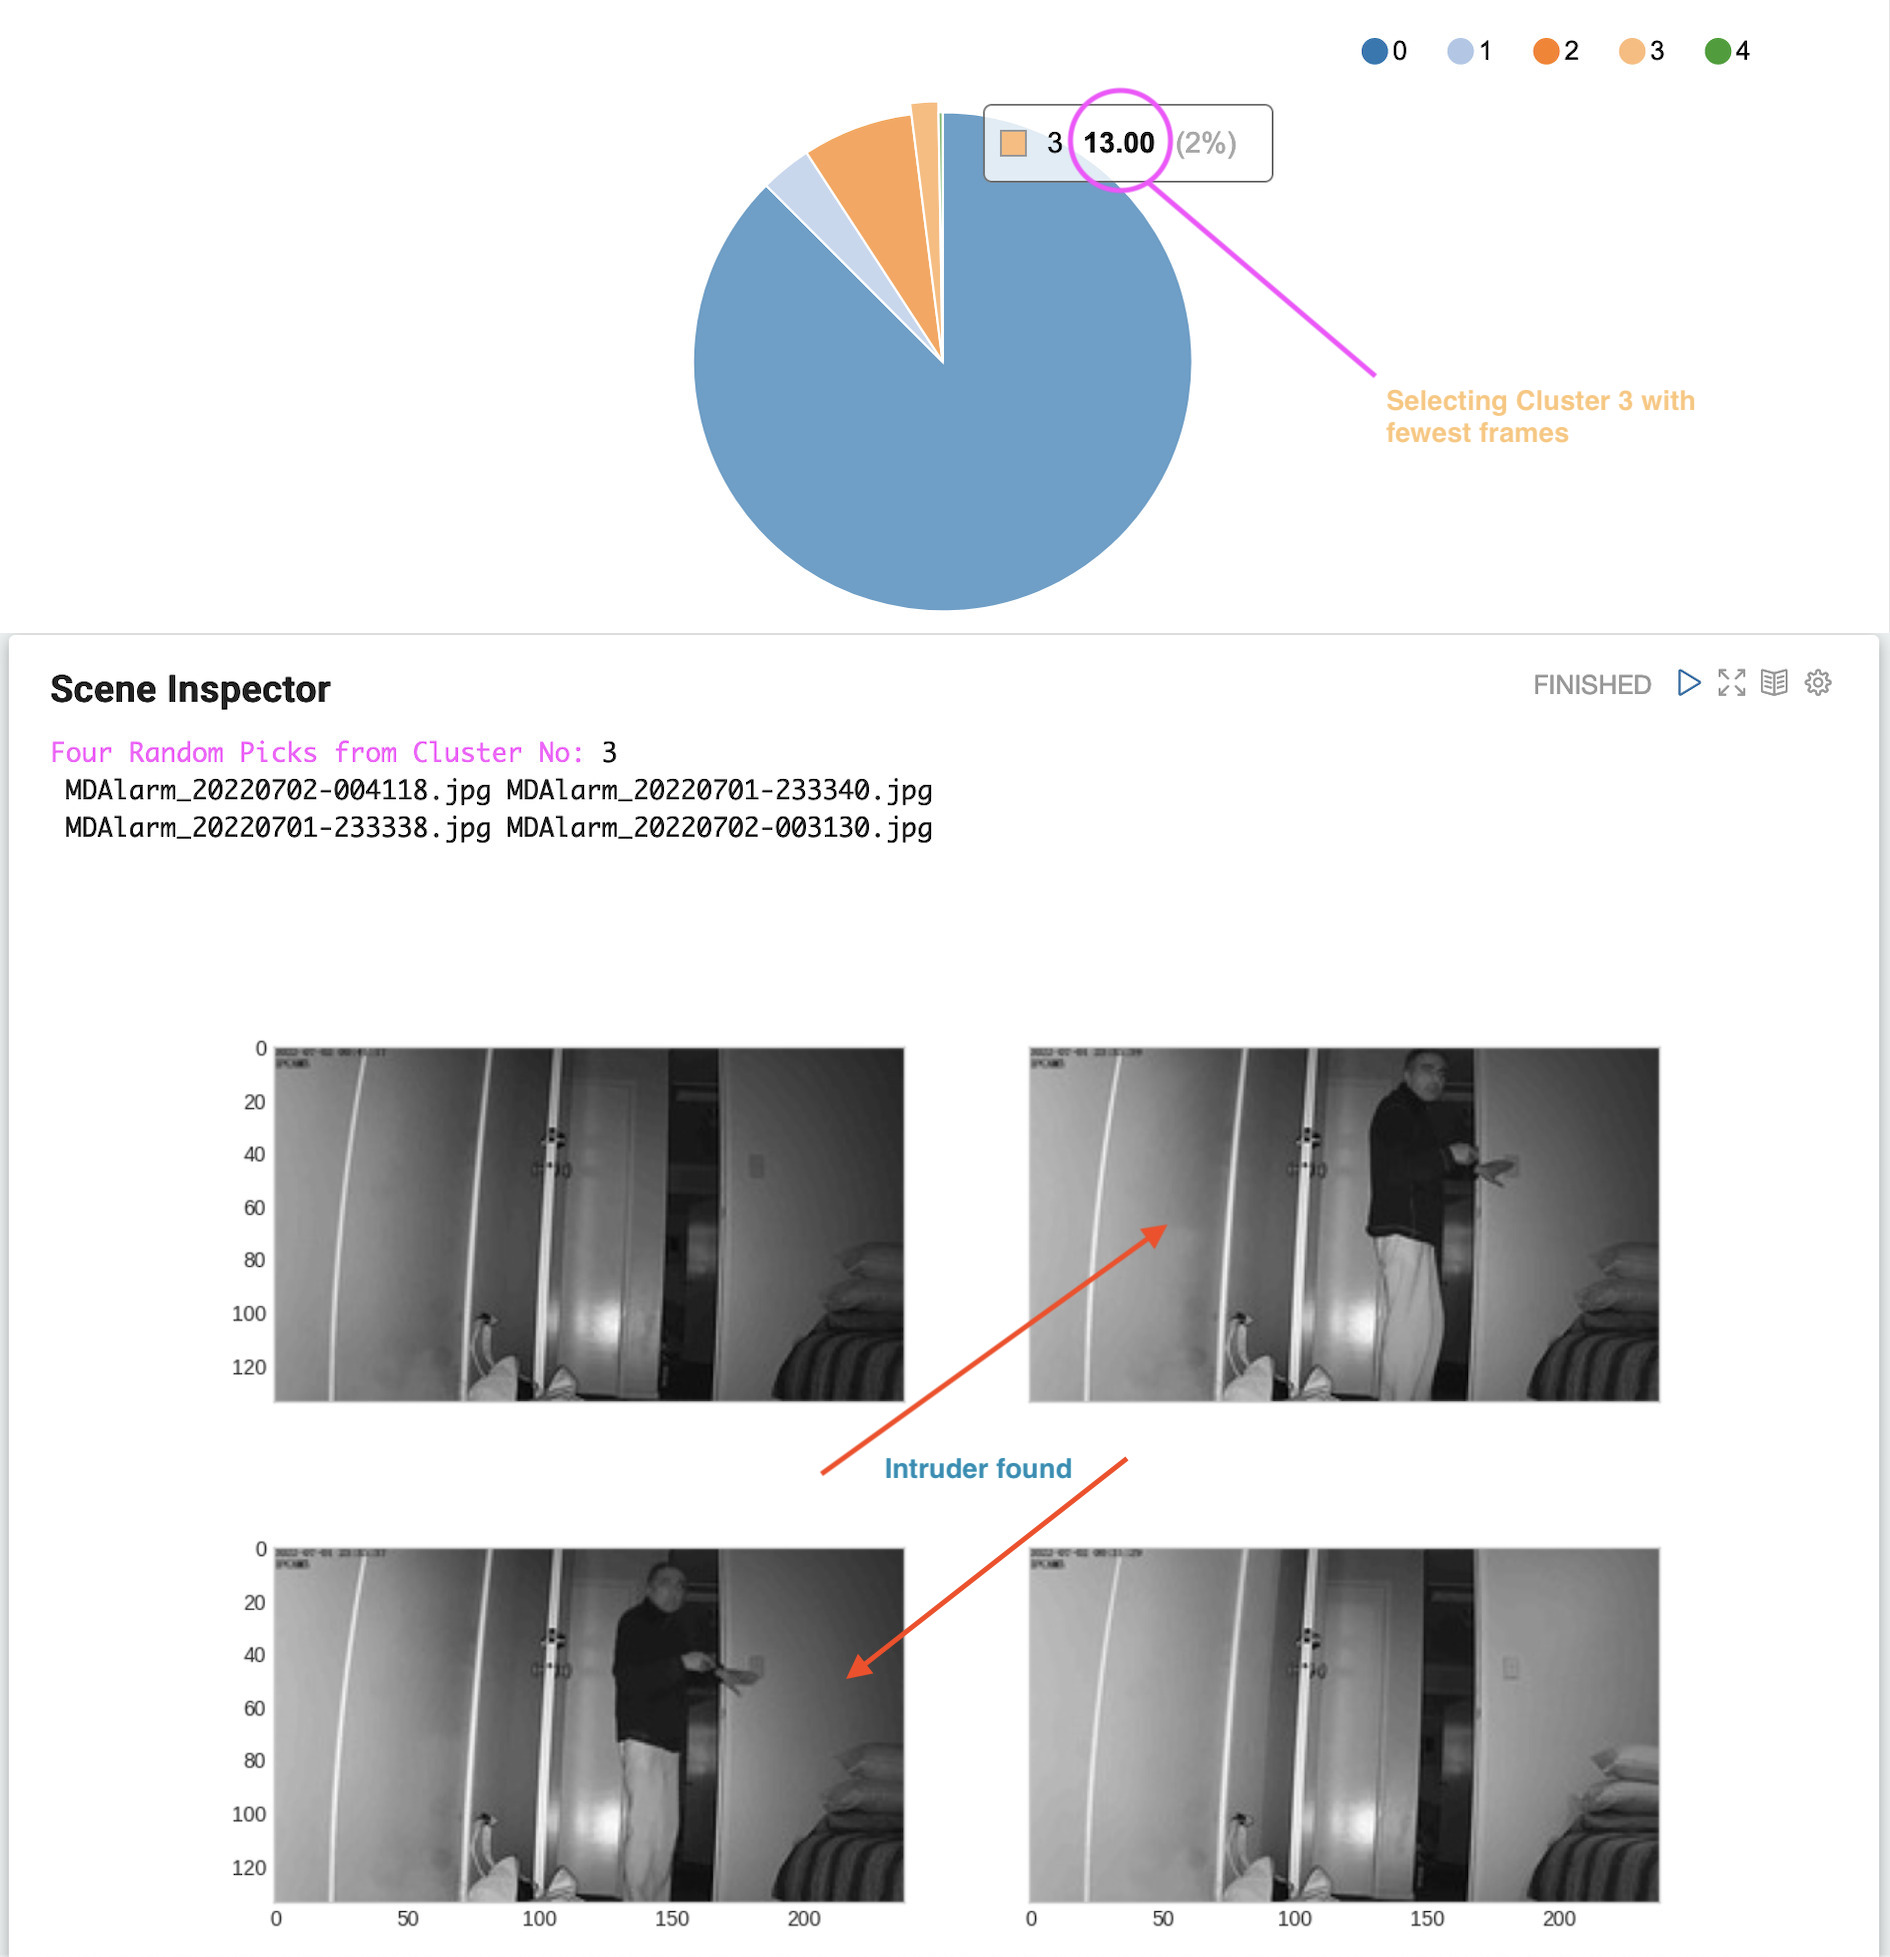 0 1 2 3 4
3 13.00 (2%)
Selecting Cluster 3 with
fewest frames
Scene Inspector
FINISHED
Four Random Picks from Cluster No: 3
MDAlarm_20220702-004118.jpg MDAlarm_20220701-233340.jpg
MDAlarm_20220701-233338.jpg MDAlarm_20220702-003130.jpg
0
20
40
60
80
100
120
Intruder found
0
20
40
60
80
100
120
0 50 100 150 200
0 50 100 150 200